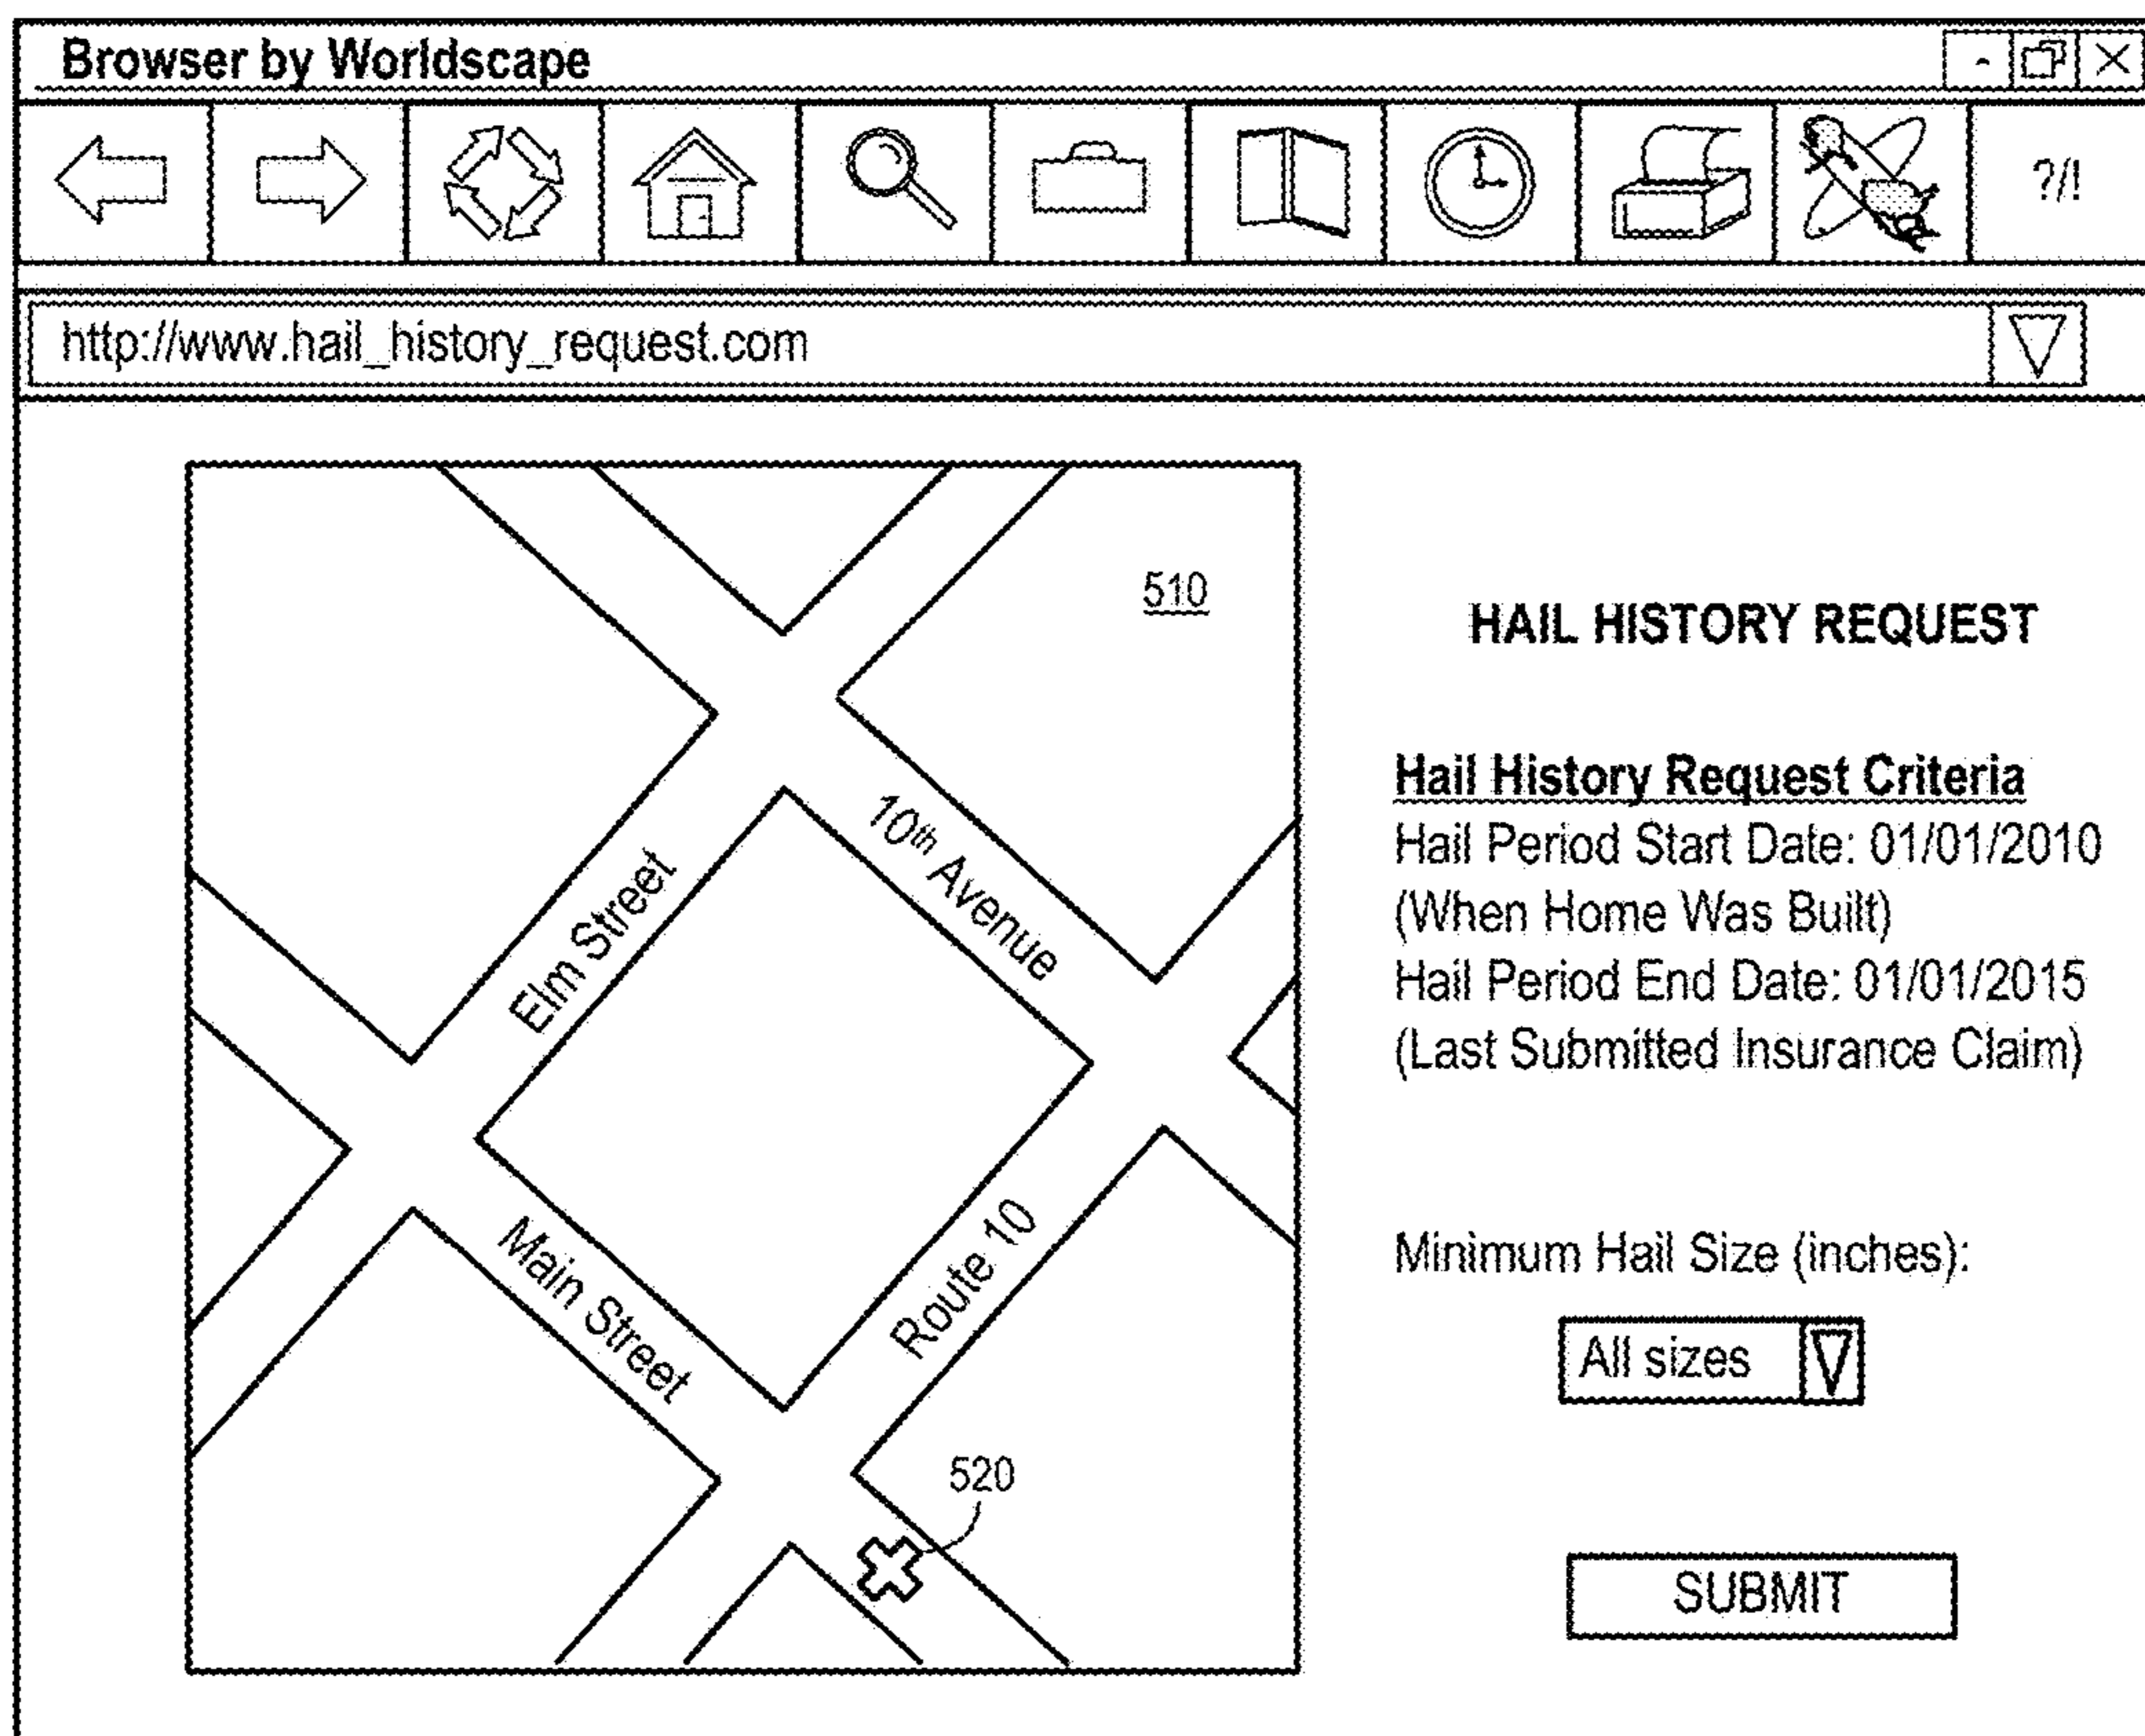 Browser by Worldscape
?/!
http://www.hail_history_request.com
510
HAIL HISTORY REQUEST
Hail History Request Criteria
Hail Period Start Date: 01/01/2010
(When Home Was Built)
Hail Period End Date: 01/01/2015
(Last Submitted Insurance Claim)
10th Avenue
Elm Street
Main Street
Route 10
520
Minimum Hail Size (inches):
All sizes
SUBMIT